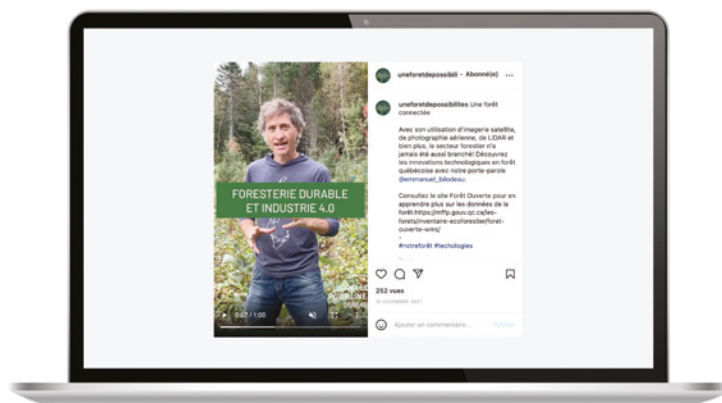 uneforetdepossibili - Abonné(e) ...
uneforetdepossibilites Une forêt
connectée
Avec son utilisation d'imagerie satellite,
de photographie aérienne, de LiDAR et
bien plus, le secteur forestier n'a
jamais été aussi branché! Découvrez
les innovations technologiques en forêt
québécoise avec notre porte-parole
@emmanuel_bilodeau.
Consultez le site Forêt Ouverte pour en
apprendre plus sur les données de la
forêt:https://mffp.gouv.qc.ca/les-
forets/inventaire-ecoforestier/foret-
ouverte-wms/
#notreforêt #techologies
FORESTERIE DURABLE
ET INDUSTRIE 4.0
0:07 / 1:00
252 vues
15 NOVEMBRE 2021
Ajouter un commentaire... Publier